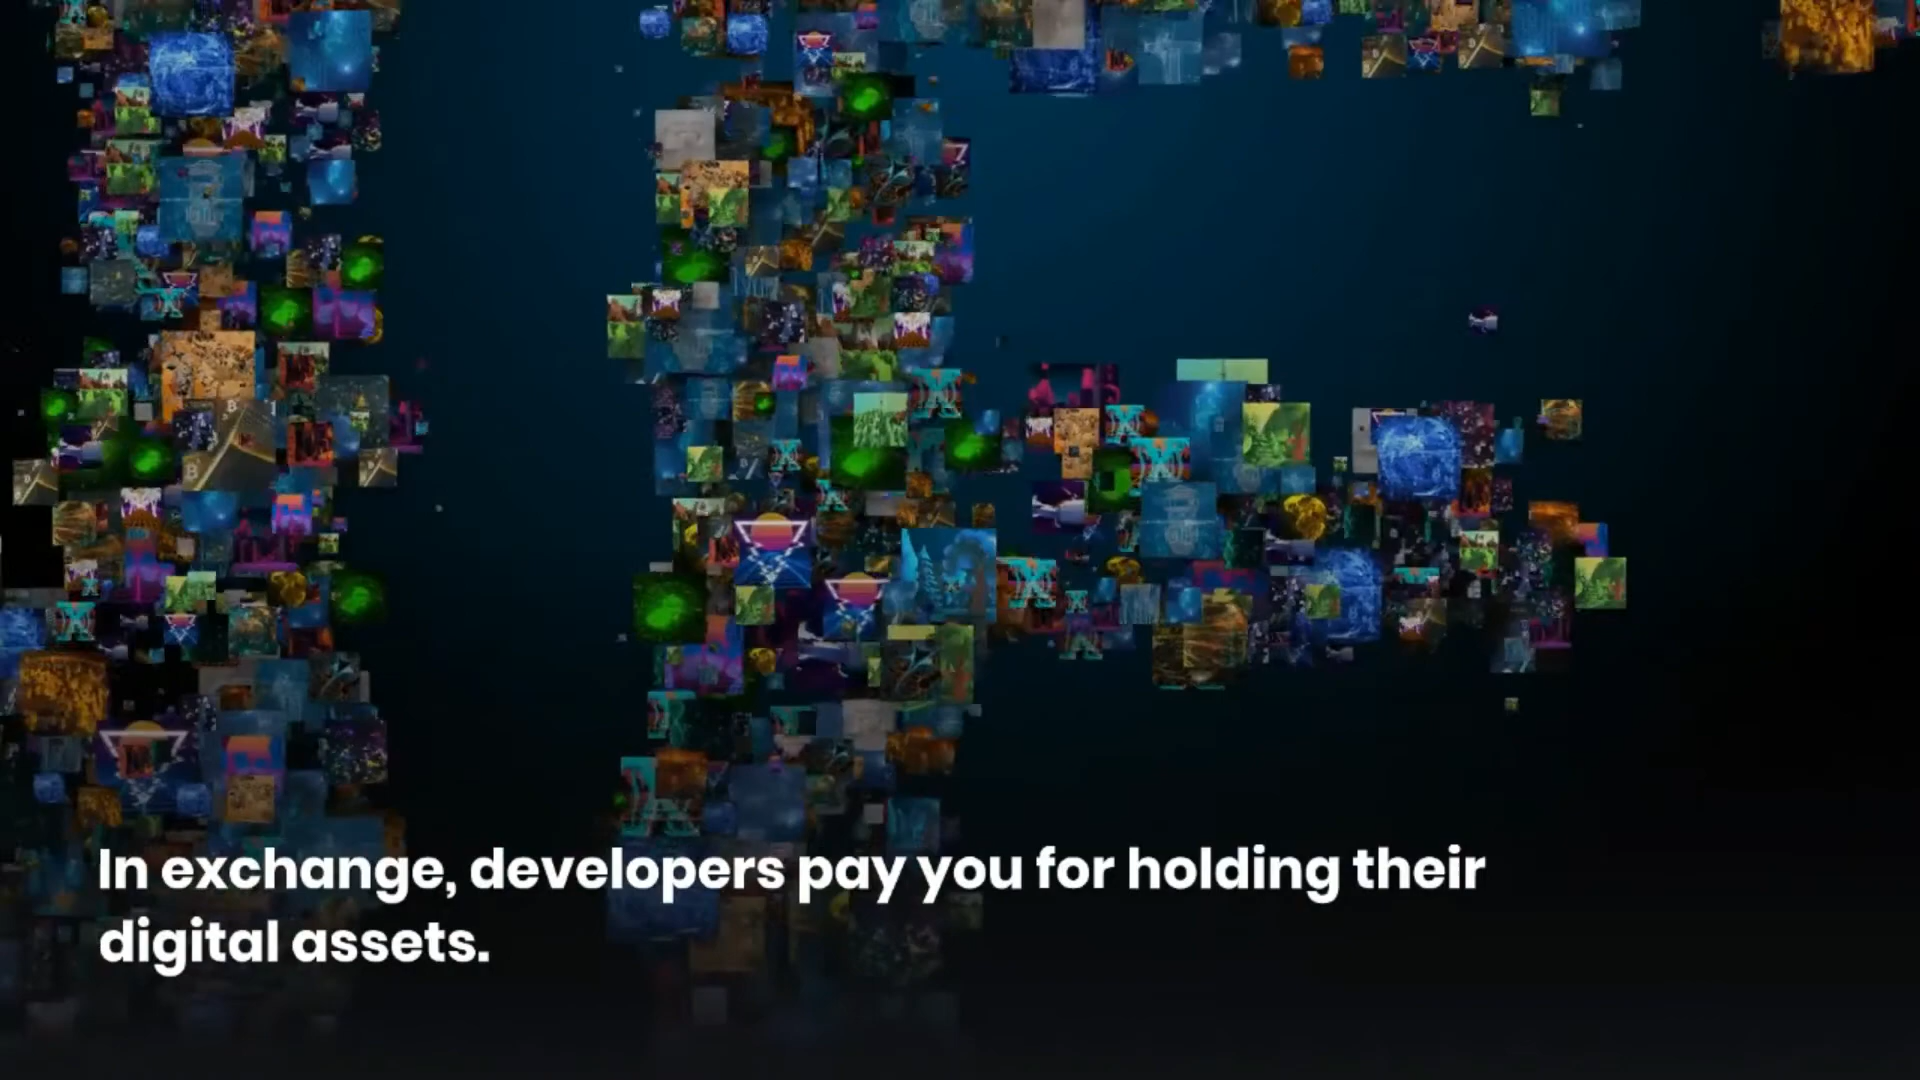 In exchange, developers pay you for holding their
digital assets.